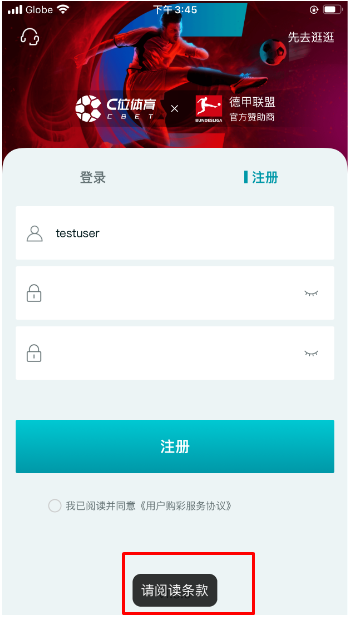 Globe 下午 3:45
先去逛逛
C位体育
CBET
×
德甲联盟
官方赞助商
BUNDESLIGA
登录
注册
testuser
注册
我已阅读并同意《用户购彩服务协议》
请阅读条款